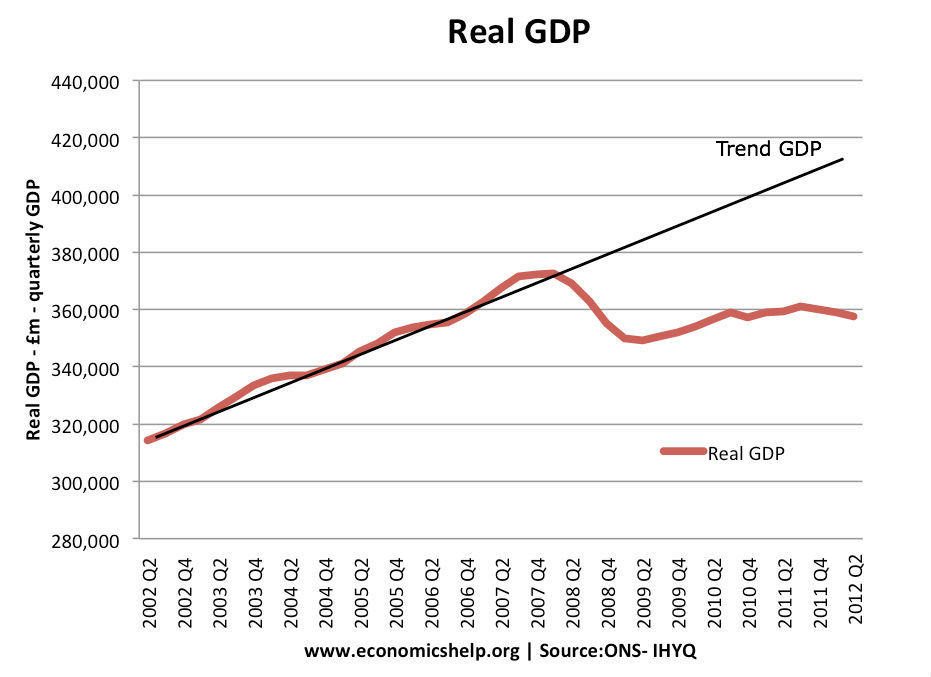 Real GDP
Real GDP - £m - quarterly GDP
440,000
420,000
400,000
380,000
360,000
340,000
320,000
300,000
280,000
Trend GDP
Real GDP
2002 Q2
2002 Q4
2003 Q2
2003 Q4
2004 Q2
2004 Q4
2005 Q2
2005 Q4
2006 Q2
2006 Q4
2007 Q2
2007 Q4
2008 Q2
2008 Q4
2009 Q2
2009 Q4
2010 Q2
2010 Q4
2011 Q2
2011 Q4
2012 Q2
www.economicshelp.org | Source:ONS- IHYQ